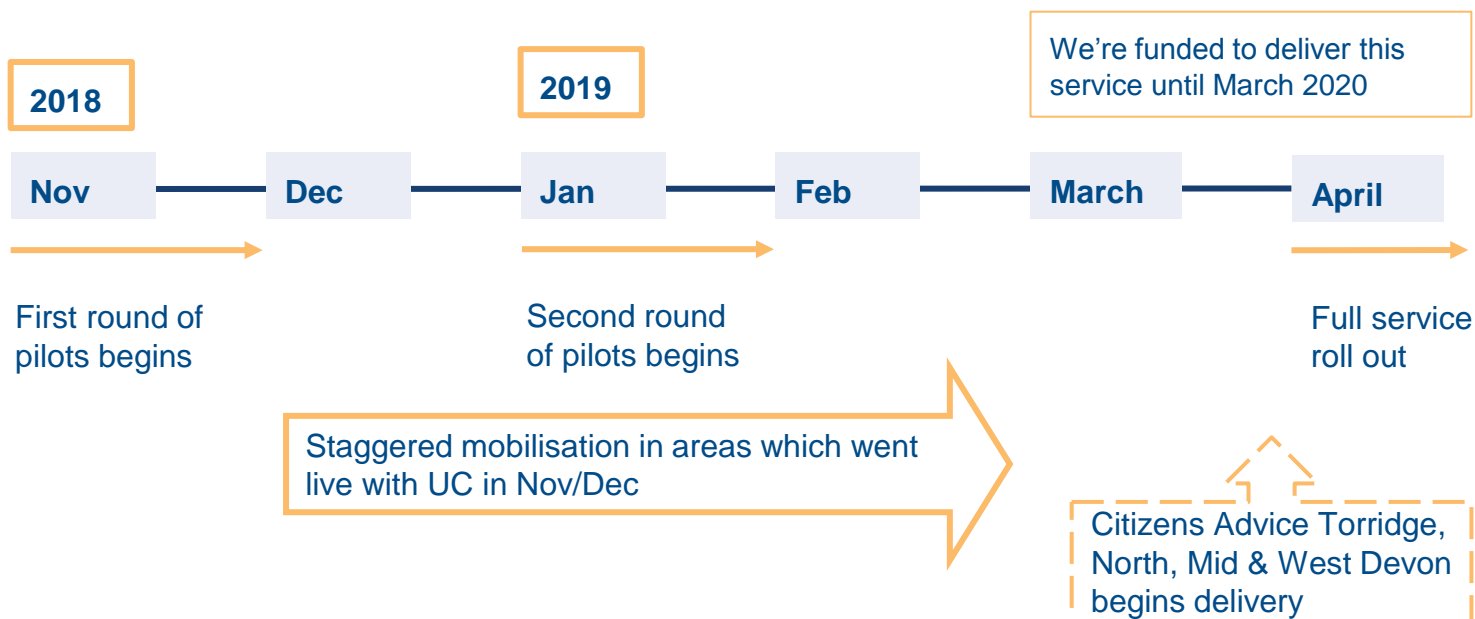 2018
2019
We’re funded to deliver this
service until March 2020
Nov
Dec
Jan
Feb
March
April
First round of
pilots begins
Second round
of pilots begins
Full service
roll out
Staggered mobilisation in areas which went
live with UC in Nov/Dec
Citizens Advice Torridge,
North, Mid & West Devon
begins delivery